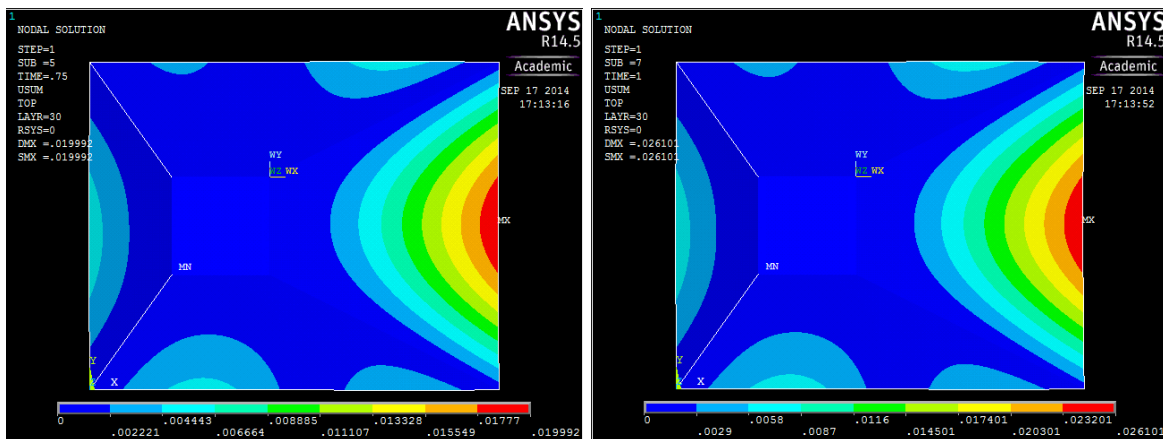 1
NODAL SOLUTION
STEP=1
SUB =5
TIME=.75
USUM
TOP
LAYR=30
RSYS=0
DMX =.019992
SMX =.019992
ANSYS
R14.5
Academic
SEP 17 2014
17:13:16
WY
WZ WX
MX
MN
Y
X
0 .004443 .008885 .013328 .01777
.002221 .006664 .011107 .015549 .019992
1
NODAL SOLUTION
STEP=1
SUB =7
TIME=1
USUM
TOP
LAYR=30
RSYS=0
DMX =.026101
SMX =.026101
ANSYS
R14.5
Academic
SEP 17 2014
17:13:52
WY
WZ WX
MX
MN
Y
X
0 .0058 .0116 .017401 .023201
.0029 .0087 .014501 .020301 .026101